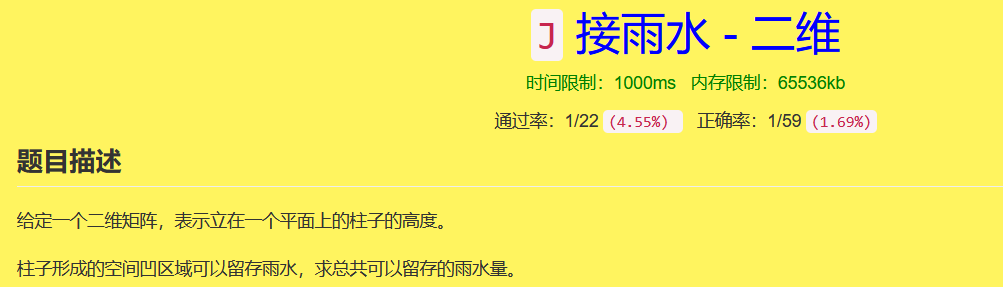 J 接雨水 - 二维
时间限制：1000ms 内存限制：65536kb
通过率：1/22 (4.55%) 正确率：1/59 (1.69%)
题目描述
给定一个二维矩阵，表示立在一个平面上的柱子的高度。
柱子形成的空间凹区域可以留存雨水，求总共可以留存的雨水量。